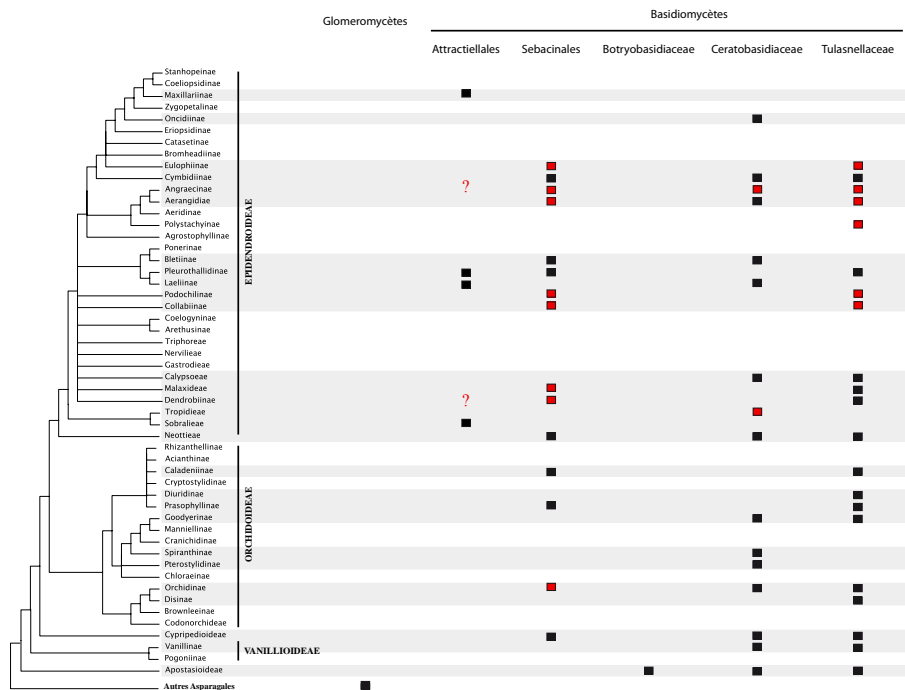 Glomeromycètes
Basidiomycètes
Attractiellales Sebacinales Botryobasidiaceae Ceratobasidiaceae Tulasnellaceae
Stanhopeinae
Coeliopsidinae
Maxillariinae
Zygopetalinae
Oncidiinae
Eriopsidinae
Catasetinae
Bromheadiinae
Eulophiinae
Cymbidiinae
Angraecinae ?
Aerangidiae
Aeridinae
Polystachyinae
Agrostophyllinae
Ponerinae
Bletiinae
Pleurothallidinae
Laeliinae
Podochilinae
Collabiinae
Coelogyninae
Arethusinae
Triphoreae
Nervilieae
Gastrodieae
Calypsoeae
Malaxideae
Dendrobiinae ?
Tropidieae
Sobralieae
Neottieae
EPIDENDROIDEAE
Rhizanthellinae
Acianthinae
Caladeniinae
Cryptostylidinae
Diuridinae
Prasophyllinae
Goodyerinae
Manniellinae
Cranichidinae
Spiranthinae
Pterostylidinae
Chloraeinae
Orchidinae
Disinae
Brownleeinae
Codonorchideae
ORCHIDOIDEAE
Cypripedioideae
Vanillinae
VANILLIOIDEAE
Pogoniinae
Apostasioideae
Autres Asparagales